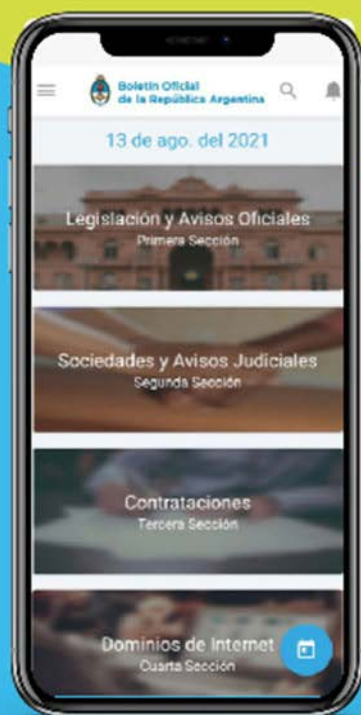 Boletín Oficial
de la República Argentina
13 de ago. del 2021
Legislación y Avisos Oficiales
Primera Sección
Sociedades y Avisos Judiciales
Segunda Sección
Contrataciones
Tercera Sección
Dominios de Internet
Cuarta Sección